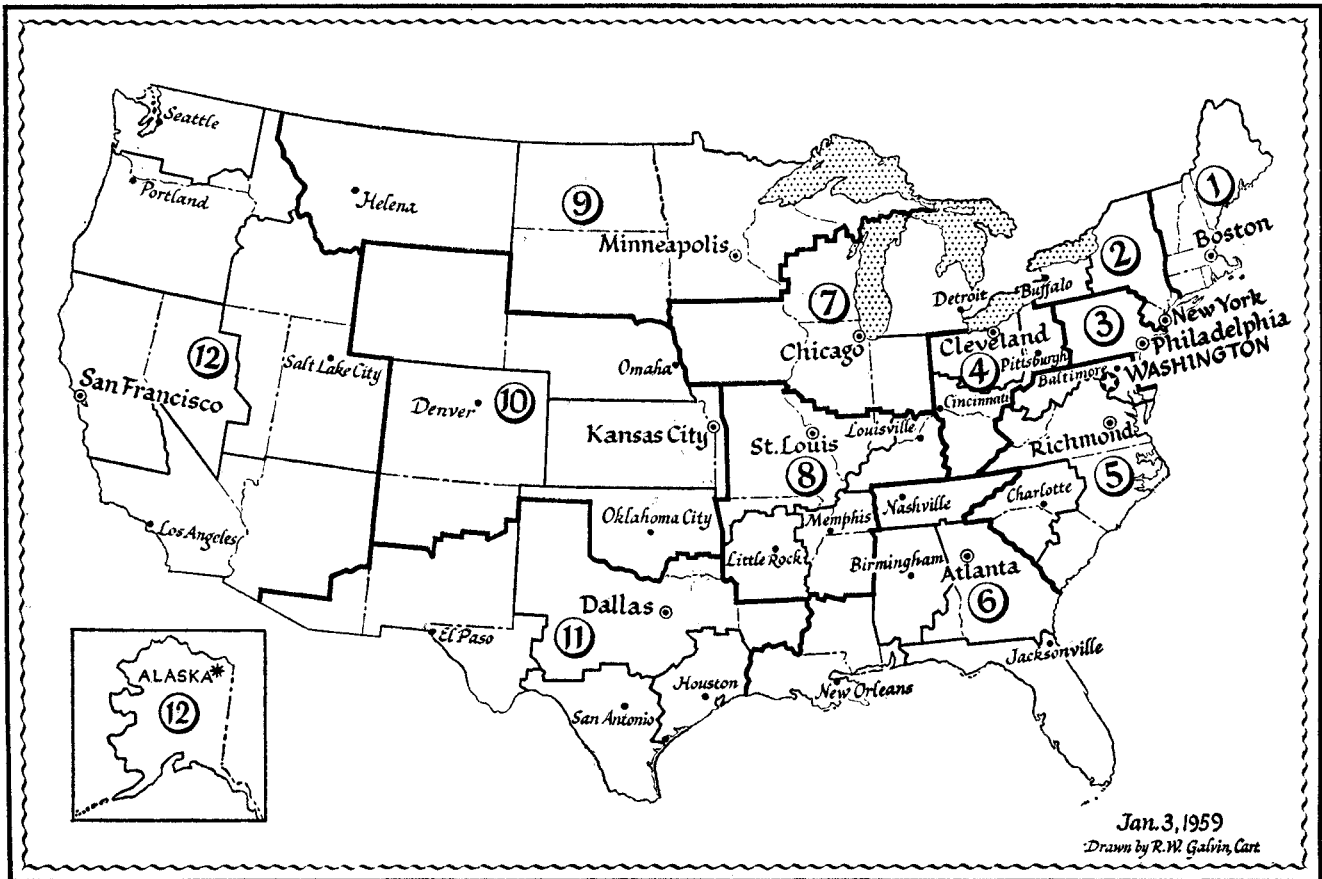 Seattle
Portland
Helena
9
Minneapolis
1
Boston
2
Buffalo
Detroit
7
Chicago
Cleveland
4
Pittsburgh
3
New York
Philadelphia
WASHINGTON
Baltimore
Cincinnati
12
Salt Lake City
San Francisco
Omaha
Denver
10
Kansas City
St. Louis
8
Louisville
Richmond
5
Los Angeles
Oklahoma City
Memphis
Nashville
Charlotte
Little Rock
Birmingham
Atlanta
6
Dallas
11
El Paso
Houston
San Antonio
New Orleans
Jacksonville
ALASKA*
12
Jan. 3, 1959
Drawn by R.W. Galvin, Cart.